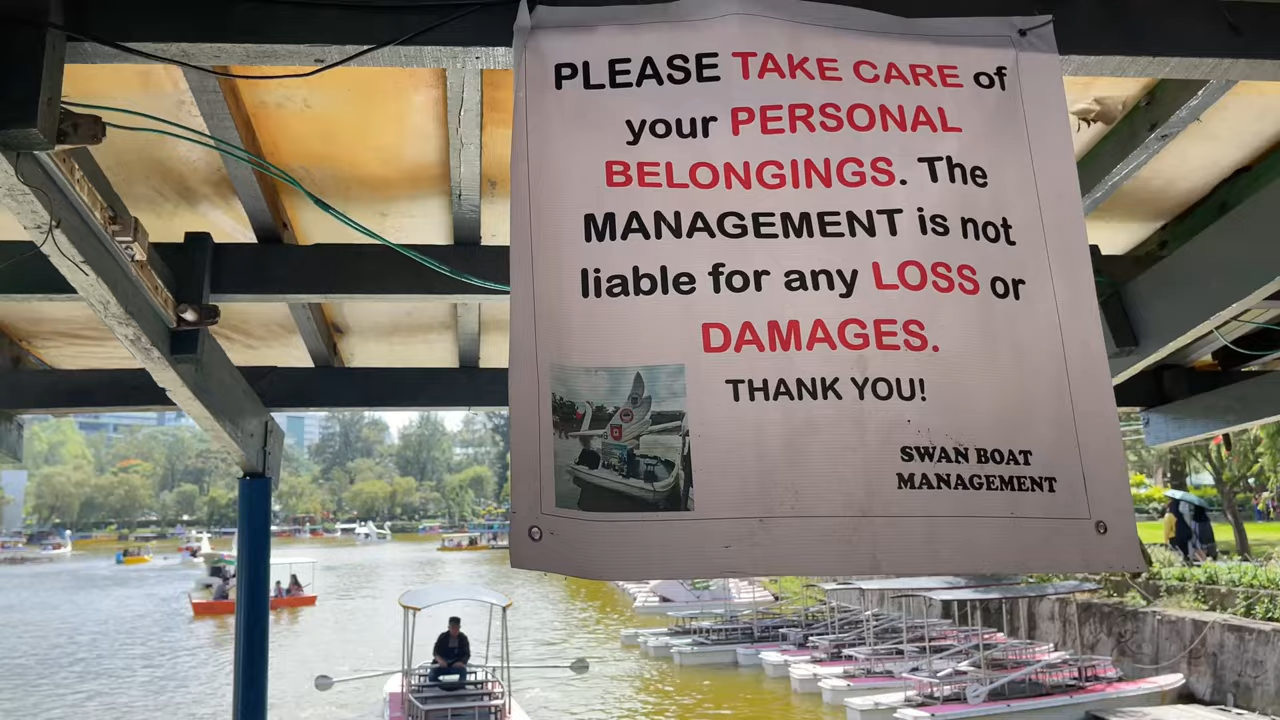 PLEASE TAKE CARE of
your PERSONAL
BELONGINGS. The
MANAGEMENT is not
liable for any LOSS or
DAMAGES.
THANK YOU!
SWAN BOAT
MANAGEMENT